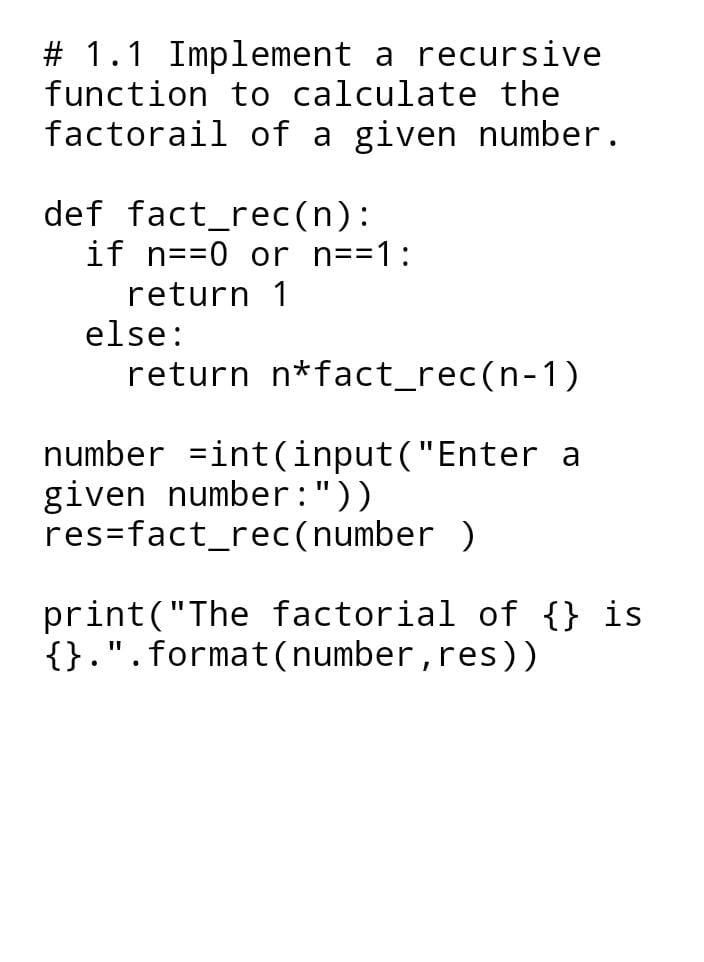 # 1.1 Implement a recursive
function to calculate the
factorail of a given number.

def fact_rec(n):
  if n==0 or n==1:
    return 1
  else:
    return n*fact_rec(n-1)

number =int(input("Enter a
given number:"))
res=fact_rec(number )

print("The factorial of {} is
{}.".format(number,res))